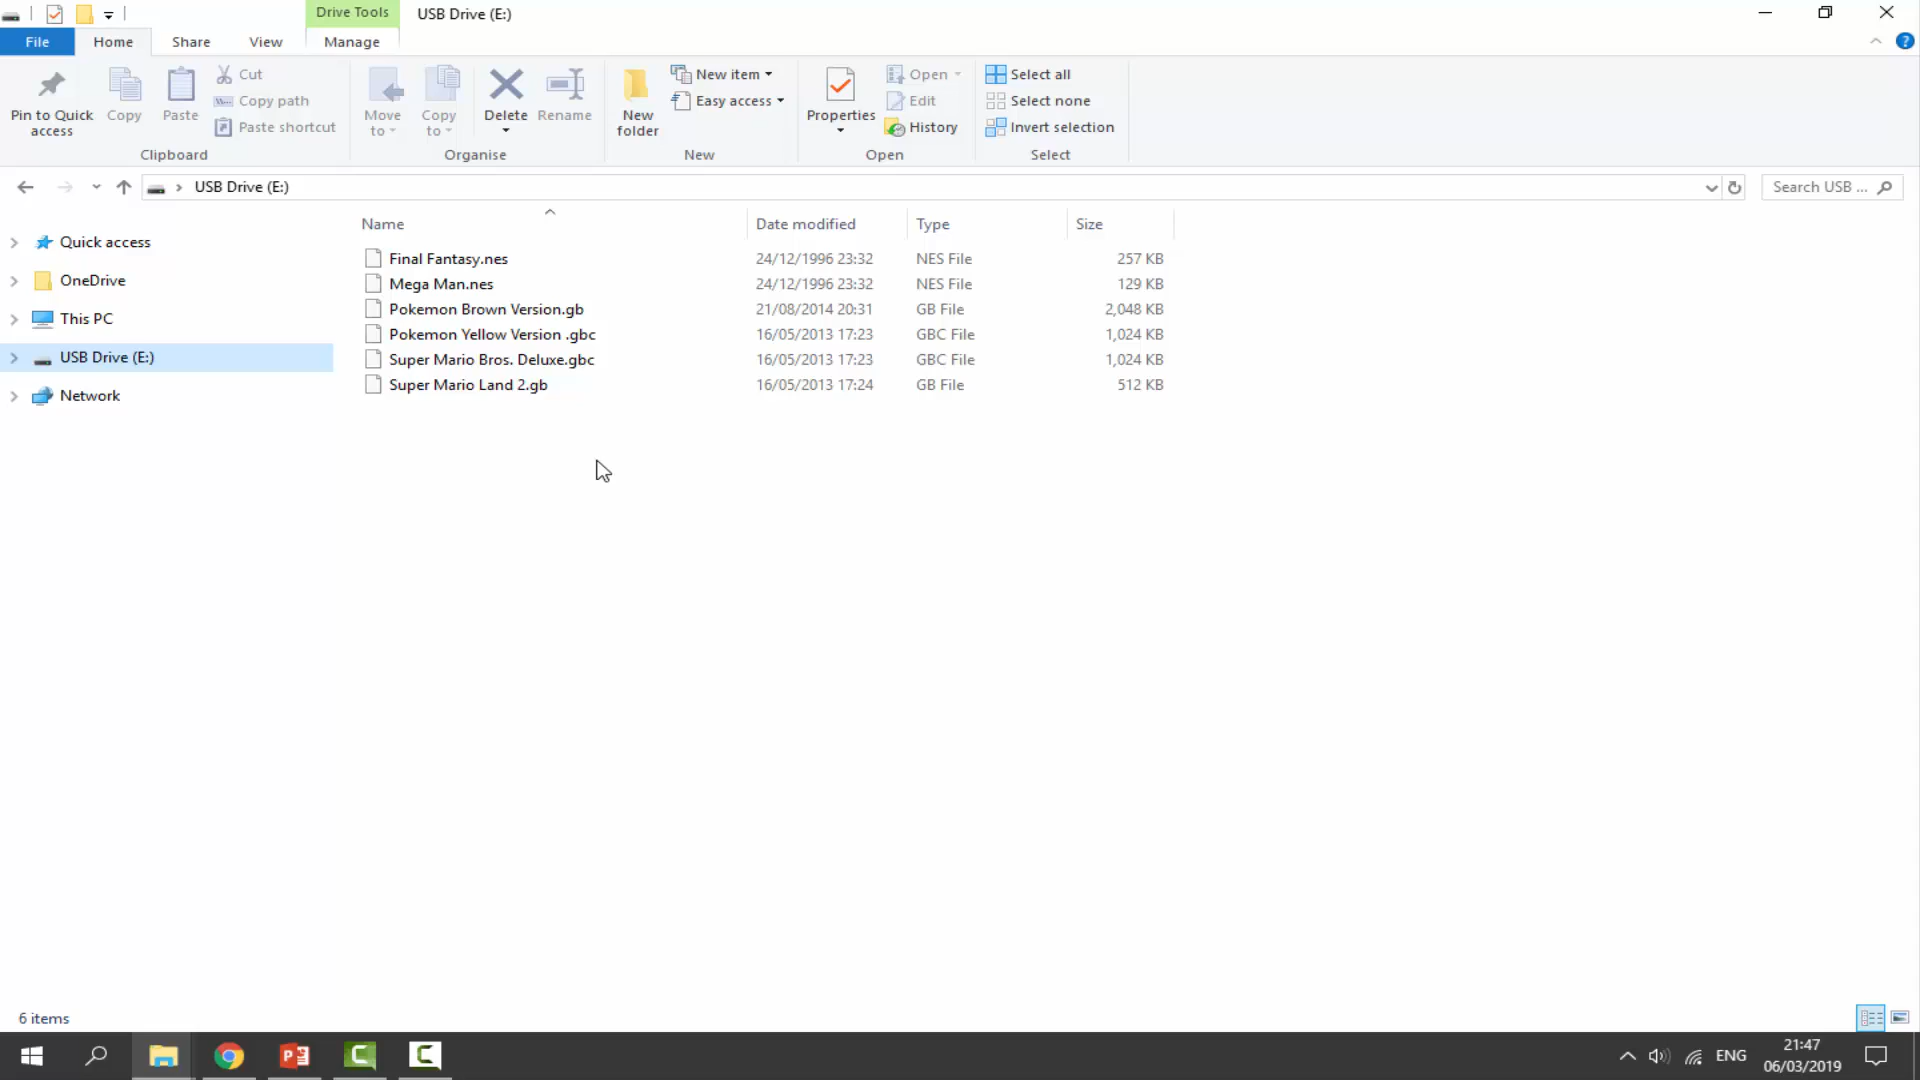 Drive Tools
USB Drive (E:)
File
Home
Share
View
Manage
Pin to Quick access
Copy
Paste
Cut
Copy path
Paste shortcut
Clipboard
Move to
Copy to
Delete
Rename
Organise
New folder
New item
Easy access
New
Properties
Open
Edit
History
Open
Select all
Select none
Invert selection
Select
USB Drive (E:)
Search USB ...
Quick access
OneDrive
This PC
USB Drive (E:)
Network
Name Date modified Type Size
Final Fantasy.nes 24/12/1996 23:32 NES File 257 KB
Mega Man.nes 24/12/1996 23:32 NES File 129 KB
Pokemon Brown Version.gb 21/08/2014 20:31 GB File 2,048 KB
Pokemon Yellow Version .gbc 16/05/2013 17:23 GBC File 1,024 KB
Super Mario Bros. Deluxe.gbc 16/05/2013 17:23 GBC File 1,024 KB
Super Mario Land 2.gb 16/05/2013 17:24 GB File 512 KB
6 items
ENG
21:47
06/03/2019